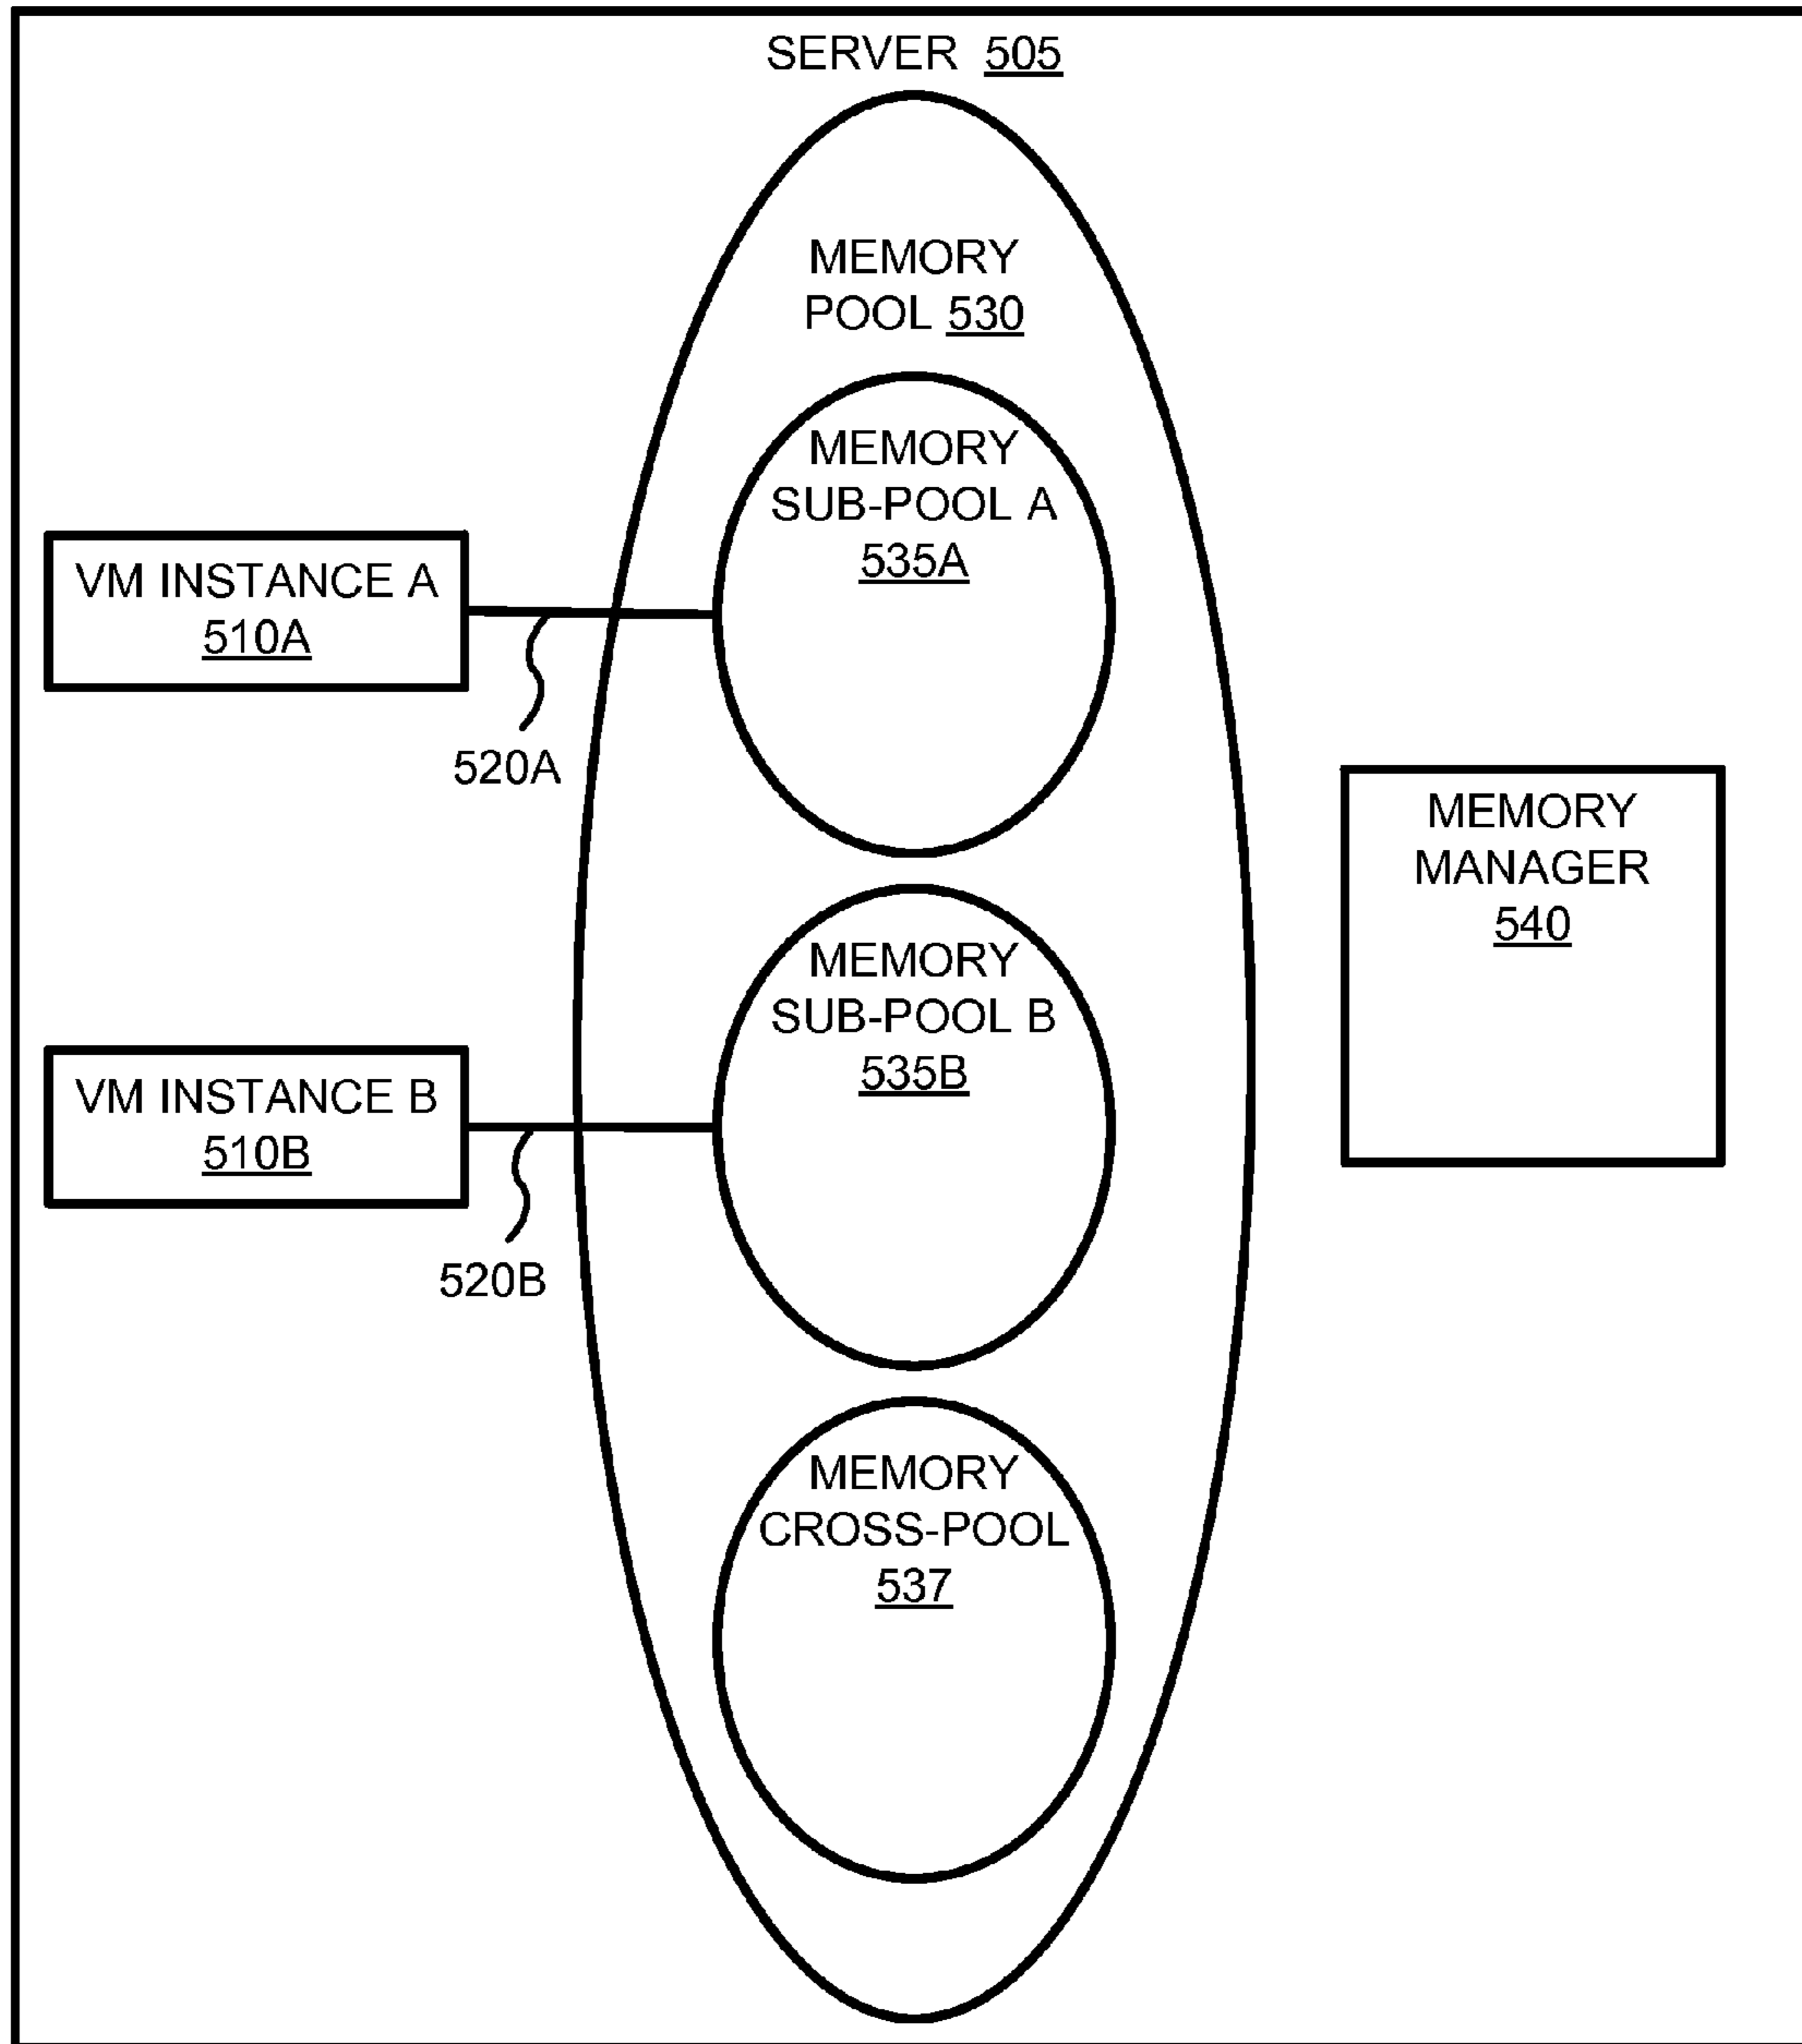 SERVER 505
MEMORY
POOL 530
MEMORY
SUB-POOL A
535A
VM INSTANCE A
510A
520A
MEMORY
MANAGER
540
MEMORY
SUB-POOL B
535B
VM INSTANCE B
510B
520B
MEMORY
CROSS-POOL
537